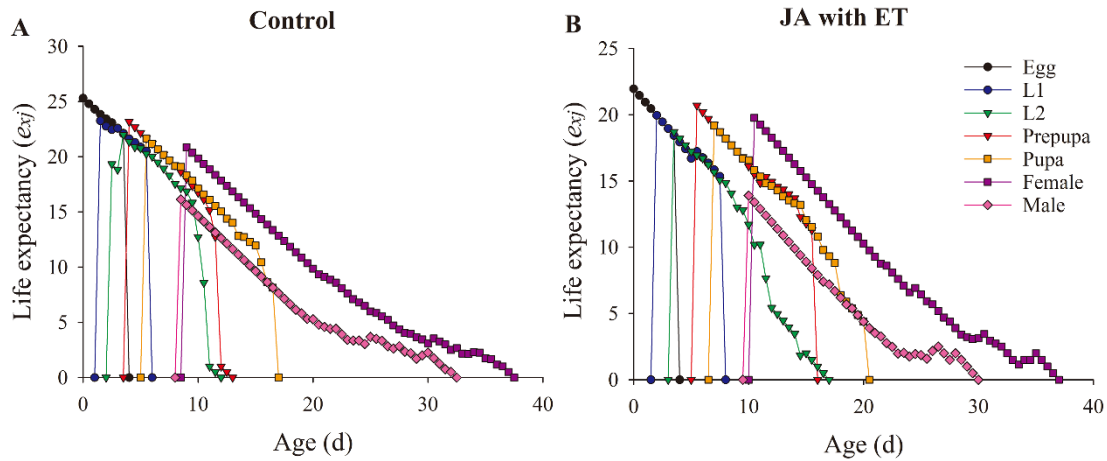 A
Control
30
25
20
15
10
5
0
Life expectancy (exj)
0 10 20 30 40
Age (d)
B
JA with ET
25
20
15
10
5
0
Life expectancy (exj)
0 10 20 30 40
Age (d)
Egg
L1
L2
Prepupa
Pupa
Female
Male